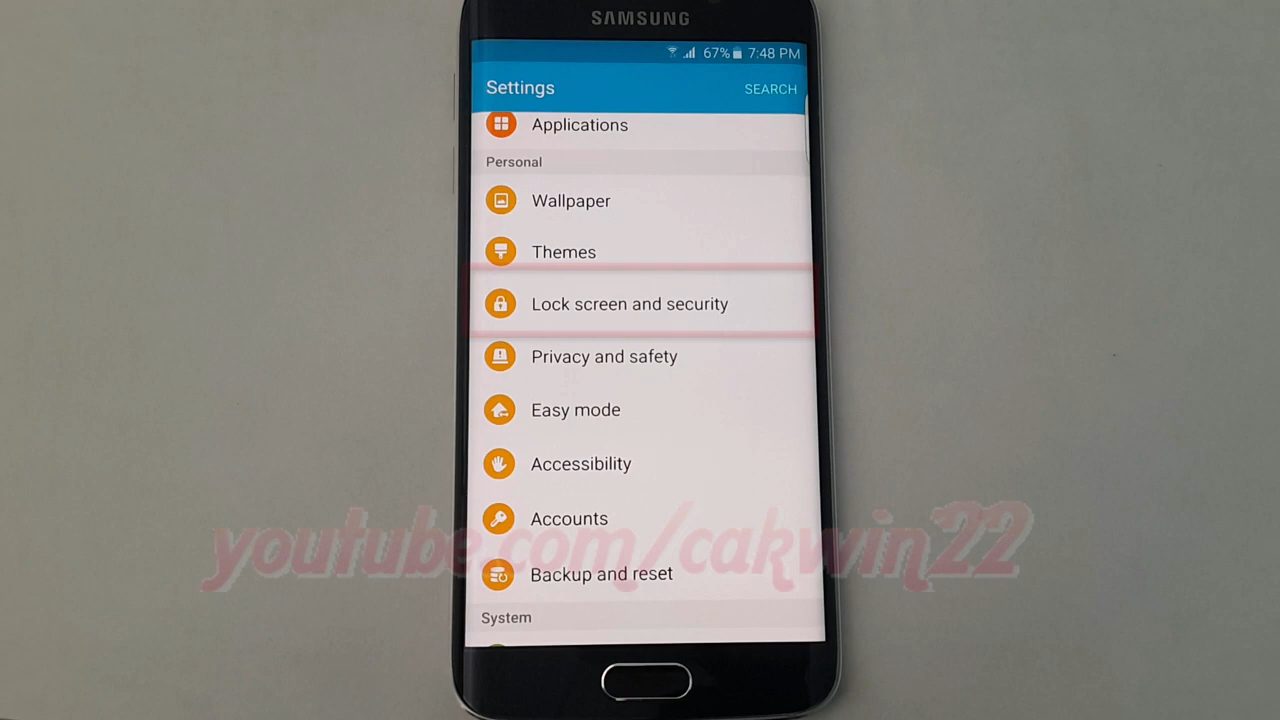 SAMSUNG
67% 7:48 PM
Settings SEARCH
Applications
Personal
Wallpaper
Themes
Lock screen and security
Privacy and safety
Easy mode
Accessibility
Accounts
youtube.com/cakwin22
Backup and reset
System